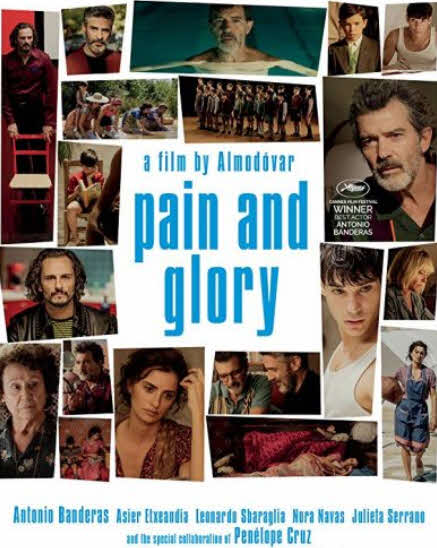 a film by Almodóvar
CANNES FILM FESTIVAL
WINNER
BEST ACTOR
ANTONIO
BANDERAS
pain and
glory
Antonio Banderas Asier Etxeandia Leonardo Sbaraglia Nora Navas Julieta Serrano
and the special collaboration of Penélope Cruz